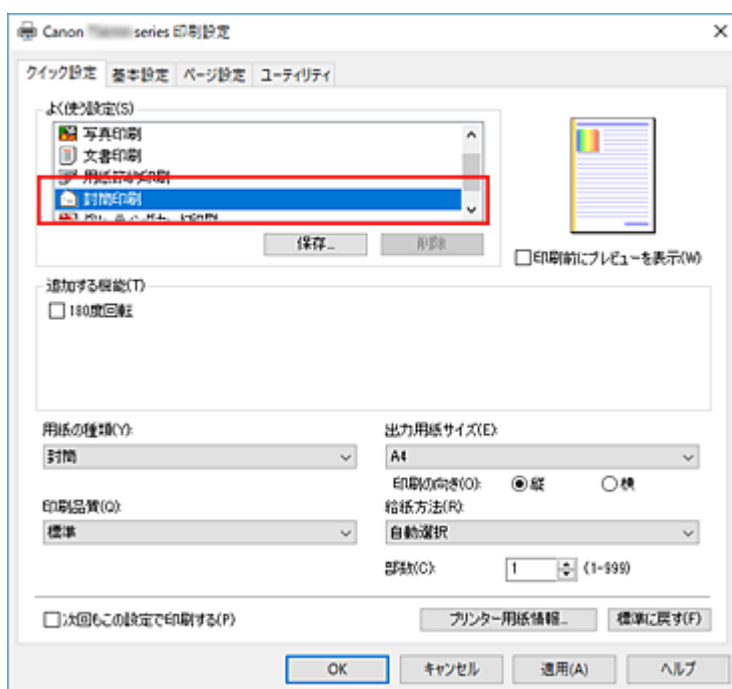 Canon series 印刷設定
クイック設定 基本設定 ページ設定 ユーティリティ
よく使う設定(S)
写真印刷
文書印刷
封筒印刷
保存...
削除
印刷前にプレビューを表示(W)
追加する機能(T)
180度回転
用紙の種類(Y):
封筒
出力用紙サイズ(E):
A4
印刷の向き(O): 縦 横
印刷品質(Q):
標準
給紙方法(R):
自動選択
部数(C): 1 (1-999)
次回もこの設定で印刷する(P)
プリンター用紙情報... 標準に戻す(F)
OK キャンセル 適用(A) ヘルプ